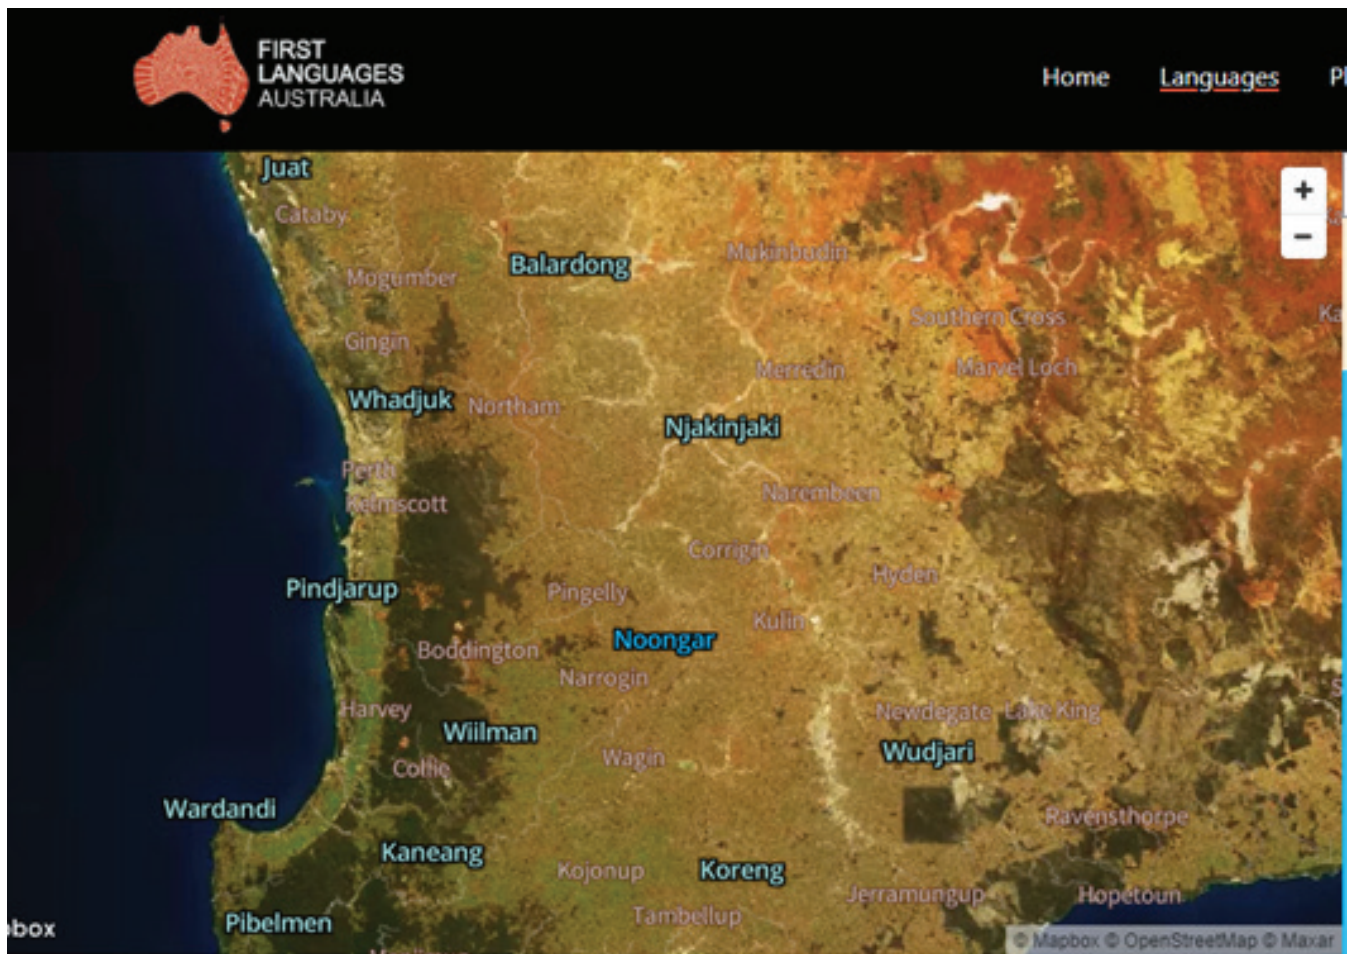 FIRST
LANGUAGES
AUSTRALIA
Home
Languages
Juat
Cataby
+
−
Balardong
Mukinbudin
Mogumber
Southern Cross
Gingin
Merredin
Marvel Loch
Whadjuk
Northam
Njakinjaki
Perth
Narembeen
Kelmscott
Corrigin
Hyden
Pindjarup
Pingelly
Kulin
Noongar
Boddington
Narrogin
Harvey
Newdegate
Lake King
Wiilman
Wudjari
Wagin
Collie
Wardandi
Ravensthorpe
Kaneang
Kojonup
Koreng
Jerramungup
Hopetoun
Tambellup
Pibelmen
© Mapbox © OpenStreetMap © Maxar